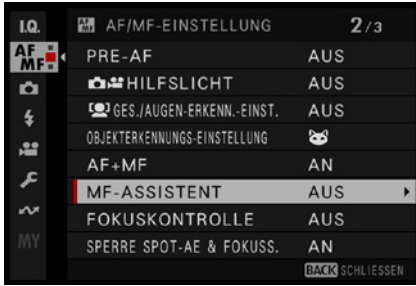 I.Q.
AF/MF-EINSTELLUNG 2/3
AF MF
PRE-AF AUS
HILFSLICHT AUS
GES./AUGEN-ERKENN.-EINST. AUS
OBJEKTERKENNUNGS-EINSTELLUNG
AF+MF AN
MF-ASSISTENT AUS
FOKUSKONTROLLE AUS
SPERRE SPOT-AE & FOKUSS. AN
MY
BACK SCHLIESSEN